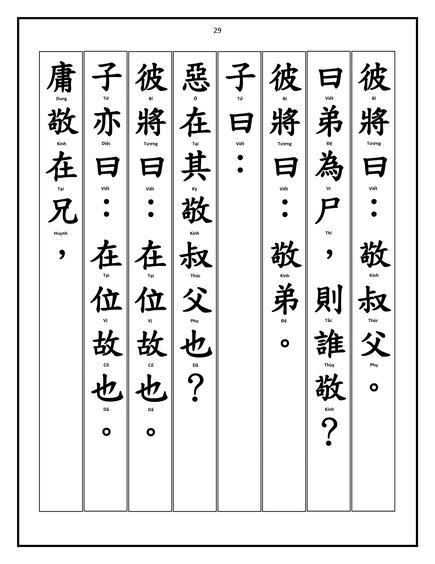 29
彼將曰：敬叔父。
Bỉ Tương Viết Kính Thúc Phụ
曰弟為尸，則誰敬？
Viết Đệ Vi Thi Tắc Thùy Kính
彼將曰：敬弟。
Bỉ Tương Viết Kính Đệ
子曰：
Tử Viết
惡在其敬叔父也？
Ố Tại Kỳ Kính Thúc Phụ Dã
彼將曰：在位故也。
Bỉ Tương Viết Tại Vị Cố Dã
子亦曰：在位故也。
Tử Diệc Viết Tại Vị Cố Dã
庸敬在兄，
Dung Kính Tại Huynh